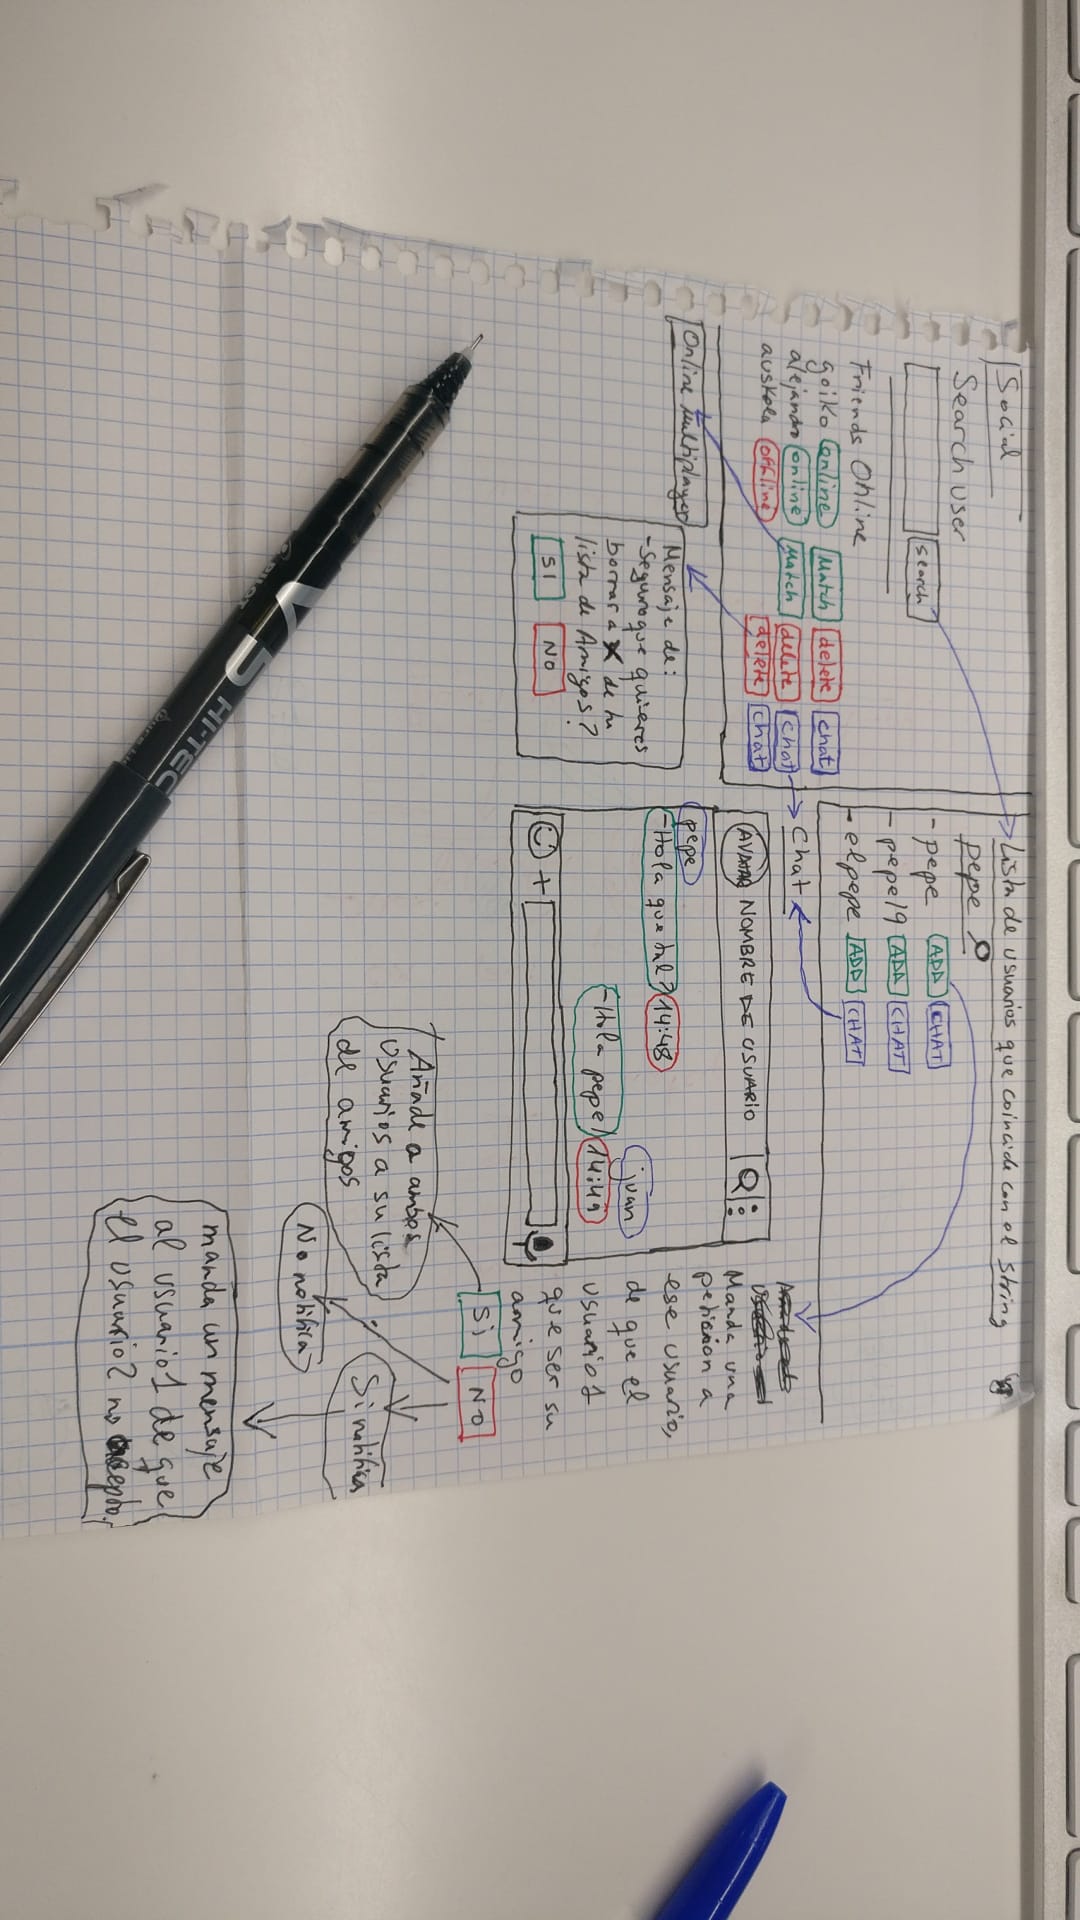 Social
Search user
search
Friends Online
goiko online Match delete chat
alejandro online Match delete chat
auskola offline delete chat
Online Multiplayer
Mensaje de:
-Seguro que quieres
borrar a X de tu
lista de Amigos?
SI NO
Lista de usuarios que coincide con el string
pepe
- pepe ADD CHAT
- pepe19 ADD CHAT
- elpepe ADD CHAT
Chat
AVATAR NOMBRE DE USUARIO
pepe
-Hola que tal? 14:48
juan
-Hola pepe 14:49
+
Manda una
peticion a
ese usuario,
de que el
usuario1
que ser su
amigo
Si NO
Añade a ambos
usuarios a su lista
de amigos
No notifica
Si notifica
manda un mensaje
al usuario1 de que
el usuario2 no acepto.
PILOT V5 HI-TEC